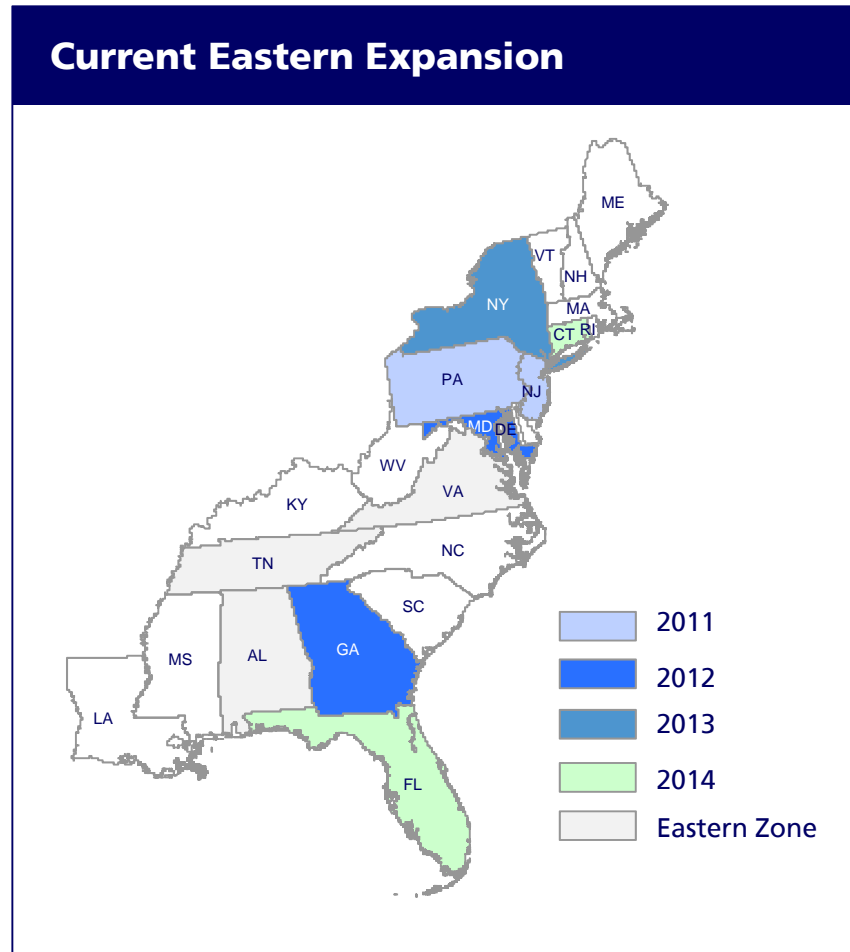 Current Eastern Expansion
ME
VT
NH
NY
MA
CT
RI
PA
NJ
MD
DE
WV
VA
KY
NC
TN
SC
GA
AL
MS
LA
FL
2011
2012
2013
2014
Eastern Zone